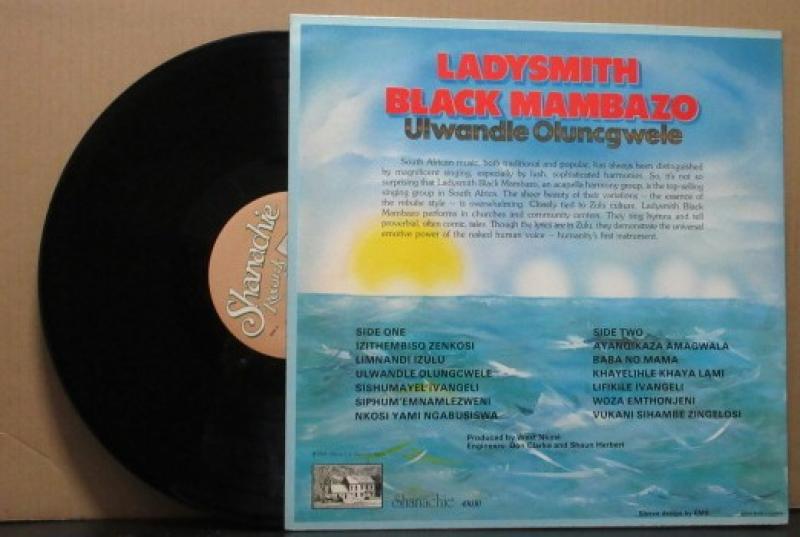 LADYSMITH
BLACK MAMBAZO
Ulwandle Oluncgwele
South African music, both traditional and popular, has always been distinguished
by magnificent singing, especially by lush, sophisticated harmonies. So, it's not so
surprising that Ladysmith Black Mambazo, an acapella harmony group, is the top-selling
singing group in South Africa. The sheer beauty of their variations – the essence of
the mbube style – is overwhelming. Closely tied to Zulu culture, Ladysmith Black
Mambazo performs in churches and community centers. They sing hymns and tell
proverbial, often comic, tales. Though the lyrics are in Zulu, they demonstrate the universal
emotive power of the naked human voice – humanity's first instrument.
Shanachie
Records
SIDE ONE
IZITHEMBISO ZENKOSI
LIMNANDI IZULU
ULWANDLE OLUNGCWELE
SISHUMAYEL'IVANGELI
SIPHUM'EMNAMLEZWENI
NKOSI YAMI NGABUSISWA
SIDE TWO
AYANQIKAZA AMAGWALA
BABA NO MAMA
KHAYELIHLE KHAYA LAMI
LIFIKILE IVANGELI
WOZA EMTHONJENI
VUKANI SIHAMBE ZINGELOSI
Produced by West Nkosi
Engineers: Don Clarke and Shaun Herbert
Shanachie 43030
Sleeve design by EMS